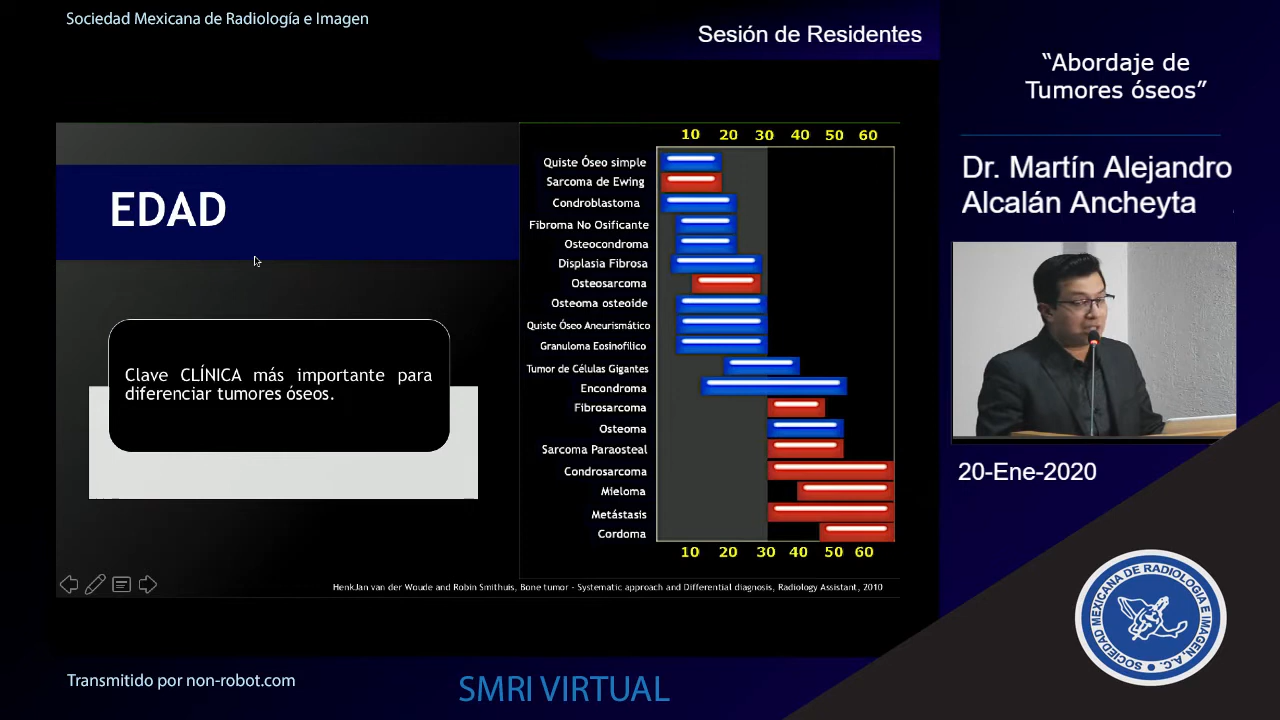 Sociedad Mexicana de Radiología e Imagen
Sesión de Residentes
“Abordaje de
Tumores óseos”
Dr. Martín Alejandro
Alcalán Ancheyta
20-Ene-2020
EDAD
Clave CLÍNICA más importante para
diferenciar tumores óseos.
10 20 30 40 50 60
Quiste Óseo simple
Sarcoma de Ewing
Condroblastoma
Fibroma No Osificante
Osteocondroma
Displasia Fibrosa
Osteosarcoma
Osteoma osteoide
Quiste Óseo Aneurismático
Granuloma Eosinofílico
Tumor de Células Gigantes
Encondroma
Fibrosarcoma
Osteoma
Sarcoma Paraosteal
Condrosarcoma
Mieloma
Metástasis
Cordoma
10 20 30 40 50 60
HenkJan van der Woude and Robin Smithuis, Bone tumor - Systematic approach and Differential diagnosis, Radiology Assistant, 2010
SOCIEDAD MEXICANA DE RADIOLOGÍA E IMAGEN, A.C.
Transmitido por non-robot.com
SMRI VIRTUAL